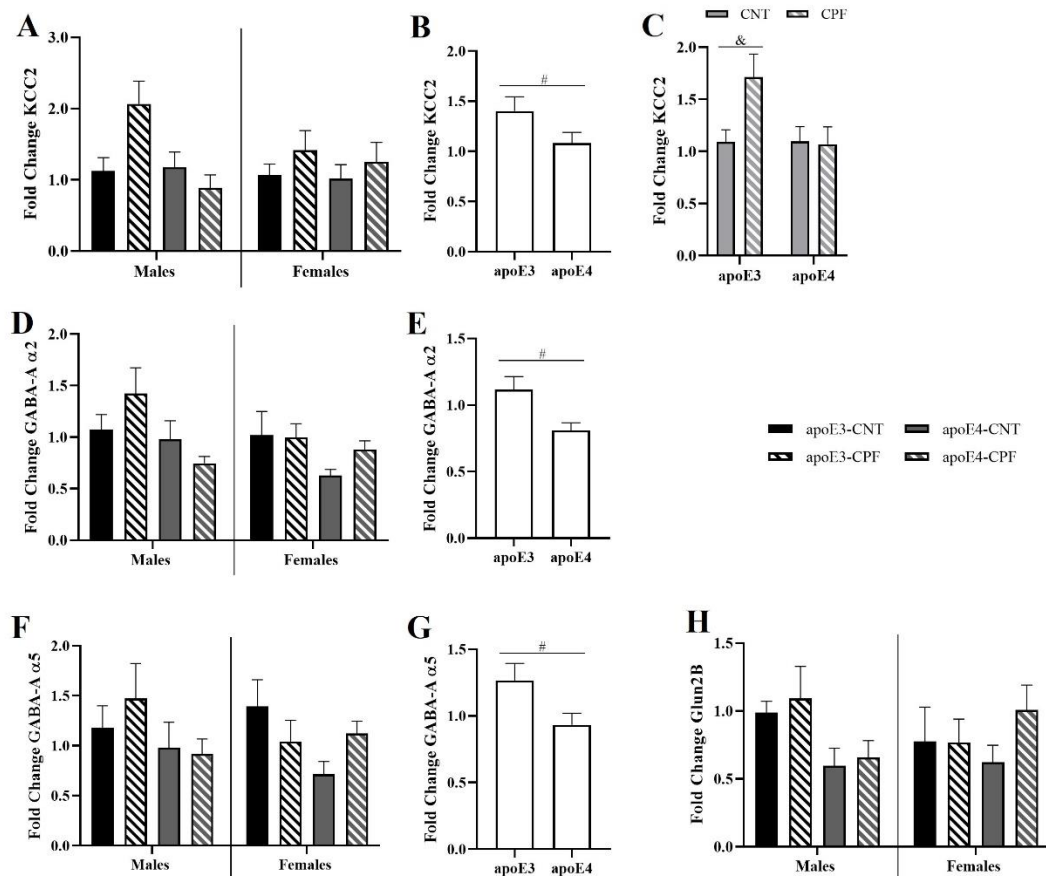 A
Fold Change KCC2
3.0
2.0
1.0
0.0
Males
Females
B
Fold Change KCC2
2.0
1.5
1.0
0.5
0.0
#
apoE3
apoE4
CNT
CPF
C
Fold Change KCC2
2.0
1.5
1.0
0.5
0.0
&
apoE3
apoE4
D
Fold Change GABA-A α2
2.0
1.5
1.0
0.5
0.0
Males
Females
E
Fold Change GABA-A α2
1.5
1.0
0.5
0.0
#
apoE3
apoE4
apoE3-CNT
apoE4-CNT
apoE3-CPF
apoE4-CPF
F
Fold Change GABA-A α5
2.0
1.5
1.0
0.5
0.0
Males
Females
G
Fold Change GABA-A α5
1.5
1.0
0.5
0.0
#
apoE3
apoE4
H
Fold Change Glun2B
1.5
1.0
0.5
0.0
Males
Females